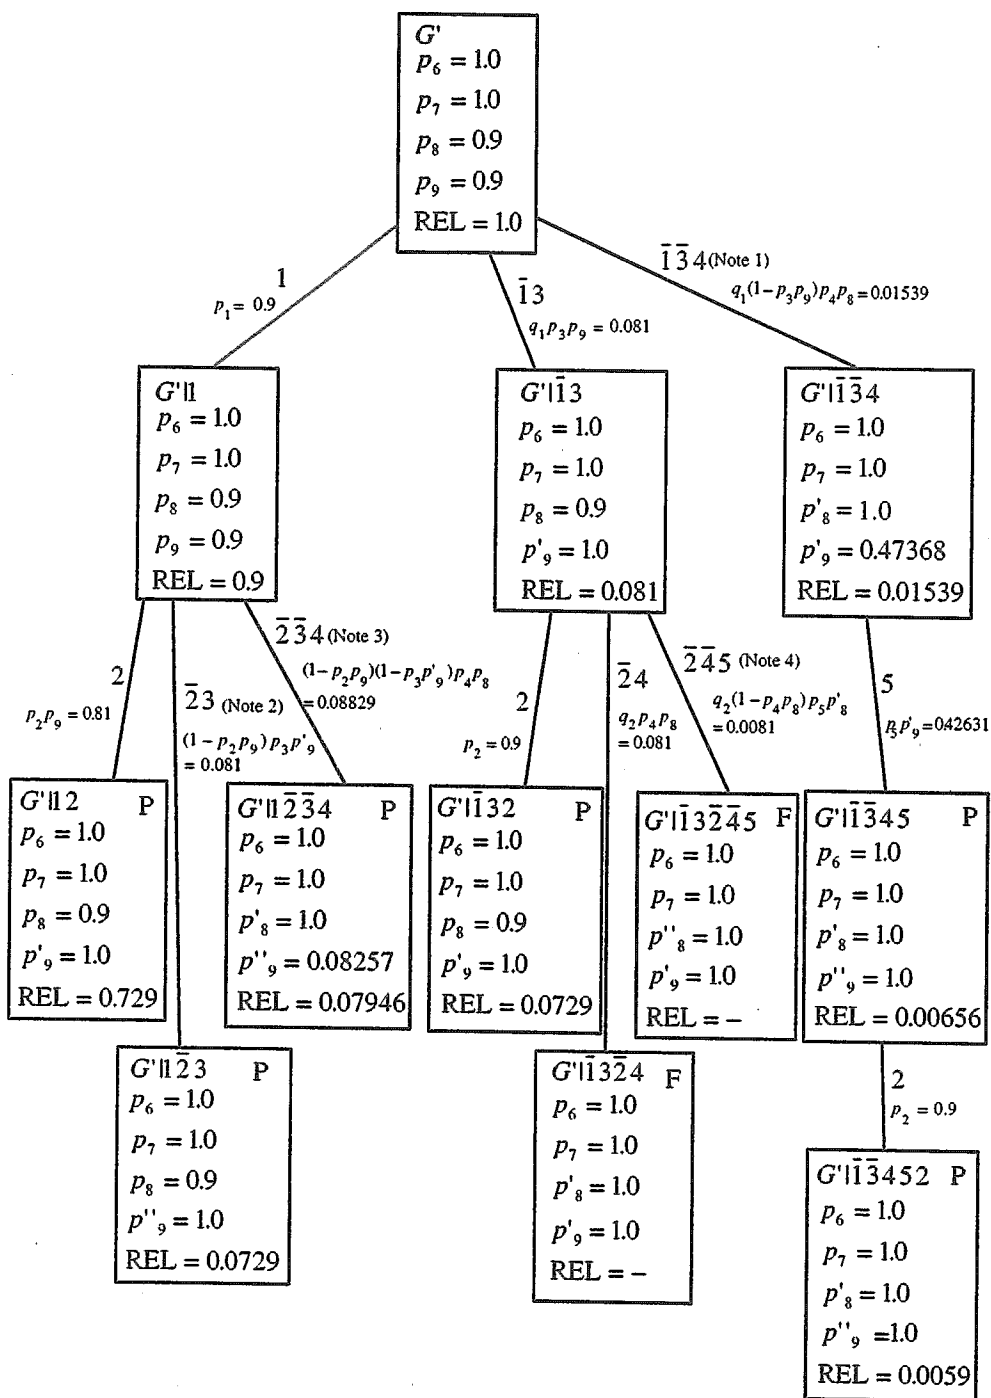 G'
p₆ = 1.0
p₇ = 1.0
p₈ = 0.9
p₉ = 0.9
REL = 1.0
1
p₁ = 0.9
1̄3
q₁p₃p₉ = 0.081
1̄3̄4 (Note 1)
q₁(1−p₃p₉)p₄p₈=0.01539
G'|1
p₆ = 1.0
p₇ = 1.0
p₈ = 0.9
p₉ = 0.9
REL = 0.9
G'|1̄3
p₆ = 1.0
p₇ = 1.0
p₈ = 0.9
p'₉ = 1.0
REL = 0.081
G'|1̄3̄4
p₆ = 1.0
p₇ = 1.0
p'₈ = 1.0
p'₉ = 0.47368
REL = 0.01539
2
p₂p₉ = 0.81
2̄3 (Note 2)
(1−p₂p₉)p₃p'₉
= 0.081
2̄3̄4 (Note 3)
(1−p₂p₉)(1−p₃p'₉)p₄p₈
=0.08829
2
p₂ = 0.9
2̄4
q₂p₄p₈
= 0.081
2̄4̄5 (Note 4)
q₂(1−p₄p₈)p₅p'₈
= 0.0081
5
p₅p'₉ = 0.42631
G'|12 P
p₆ = 1.0
p₇ = 1.0
p₈ = 0.9
p'₉ = 1.0
REL = 0.729
G'|12̄3̄4 P
p₆ = 1.0
p₇ = 1.0
p'₈ = 1.0
p''₉ = 0.08257
REL = 0.07946
G'|1̄32 P
p₆ = 1.0
p₇ = 1.0
p₈ = 0.9
p'₉ = 1.0
REL = 0.0729
G'|1̄32̄4̄5 F
p₆ = 1.0
p₇ = 1.0
p''₈ = 1.0
p'₉ = 1.0
REL = −
G'|1̄3̄45 P
p₆ = 1.0
p₇ = 1.0
p'₈ = 1.0
p''₉ = 1.0
REL = 0.00656
G'|12̄3 P
p₆ = 1.0
p₇ = 1.0
p₈ = 0.9
p''₉ = 1.0
REL = 0.0729
G'|1̄32̄4 F
p₆ = 1.0
p₇ = 1.0
p'₈ = 1.0
p'₉ = 1.0
REL = −
2
p₂ = 0.9
G'|1̄3̄452 P
p₆ = 1.0
p₇ = 1.0
p'₈ = 1.0
p''₉ =1.0
REL = 0.0059